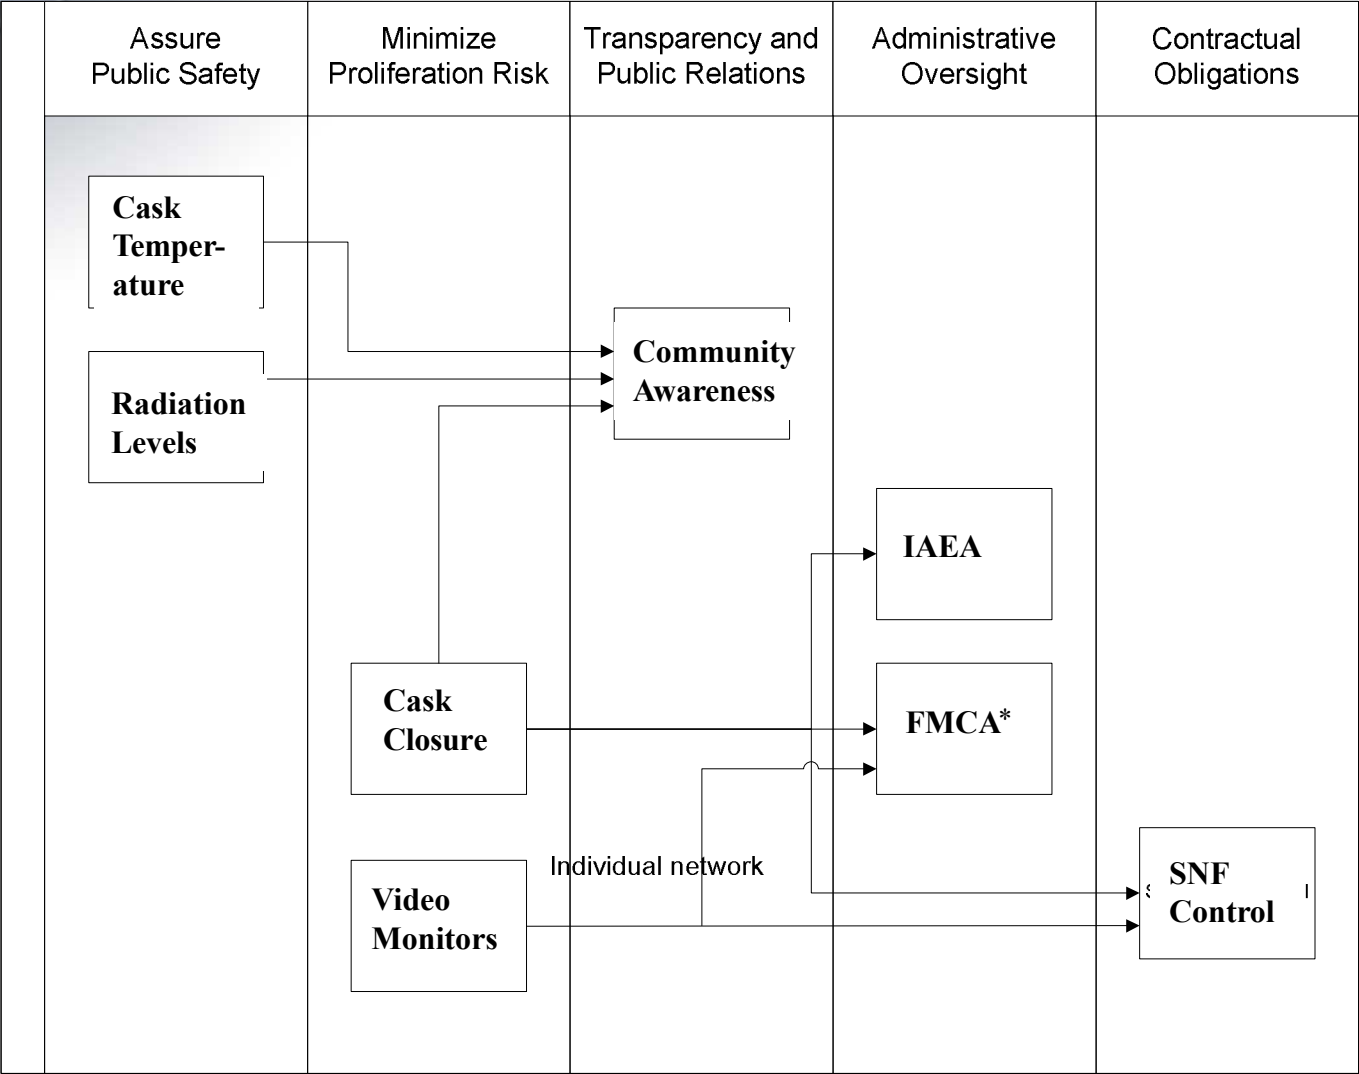 Assure
Public Safety
Minimize
Proliferation Risk
Transparency and
Public Relations
Administrative
Oversight
Contractual
Obligations
Cask
Temper-
ature
Radiation
Levels
Community
Awareness
IAEA
Cask
Closure
FMCA*
Individual network
Video
Monitors
SNF
Control